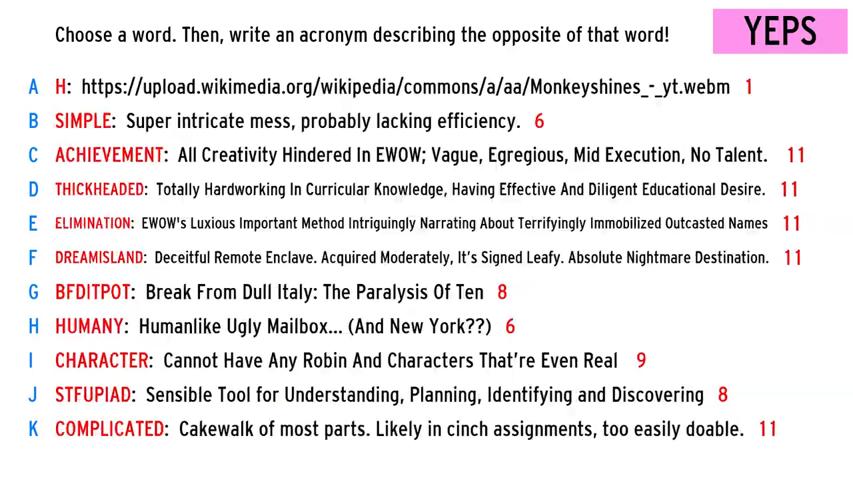 Choose a word. Then, write an acronym describing the opposite of that word!
YEPS
A H: https://upload.wikimedia.org/wikipedia/commons/a/aa/Monkeyshines_-_yt.webm 1
B SIMPLE: Super intricate mess, probably lacking efficiency. 6
C ACHIEVEMENT: All Creativity Hindered In EWOW; Vague, Egregious, Mid Execution, No Talent. 11
D THICKHEADED: Totally Hardworking In Curricular Knowledge, Having Effective And Diligent Educational Desire. 11
E ELIMINATION: EWOW's Luxious Important Method Intriguingly Narrating About Terrifyingly Immobilized Outcasted Names 11
F DREAMISLAND: Deceitful Remote Enclave. Acquired Moderately, It's Signed Leafy. Absolute Nightmare Destination. 11
G BFDITPOT: Break From Dull Italy: The Paralysis Of Ten 8
H HUMANY: Humanlike Ugly Mailbox... (And New York??) 6
I CHARACTER: Cannot Have Any Robin And Characters That're Even Real 9
J STFUPIAD: Sensible Tool for Understanding, Planning, Identifying and Discovering 8
K COMPLICATED: Cakewalk of most parts. Likely in cinch assignments, too easily doable. 11